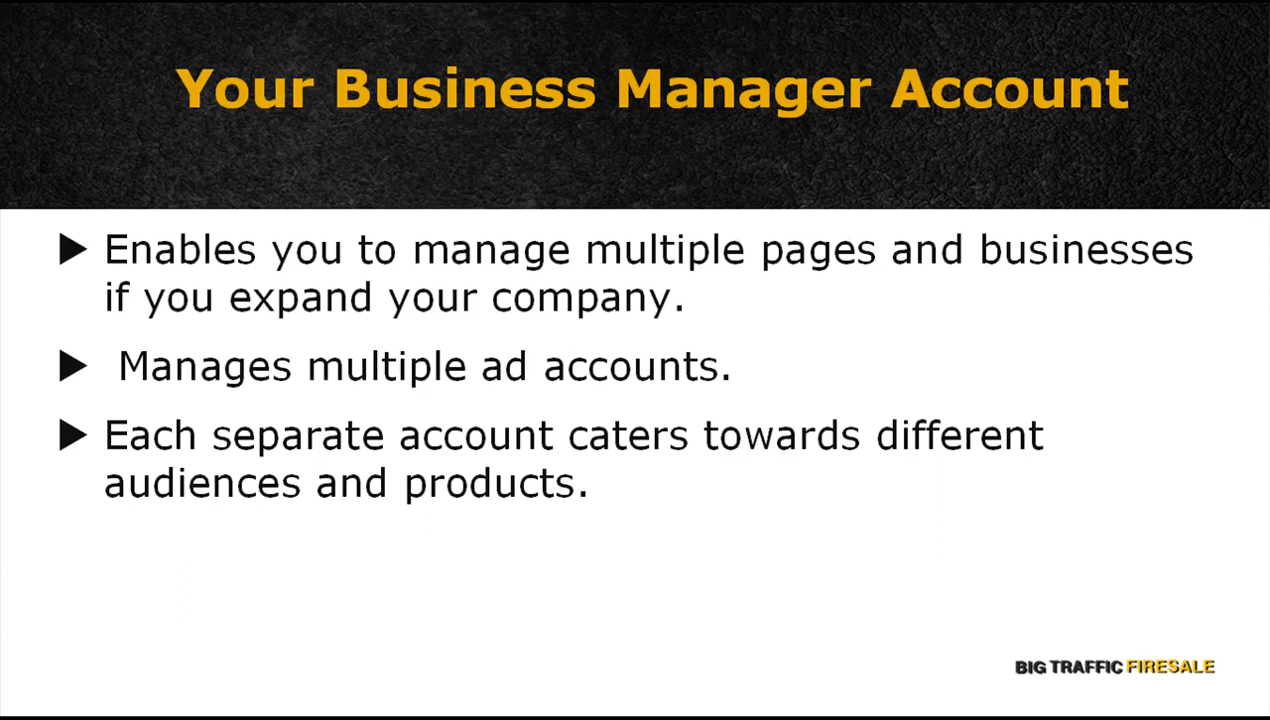 Your Business Manager Account
▶ Enables you to manage multiple pages and businesses
if you expand your company.
▶ Manages multiple ad accounts.
▶ Each separate account caters towards different
audiences and products.
BIG TRAFFIC FIRESALE